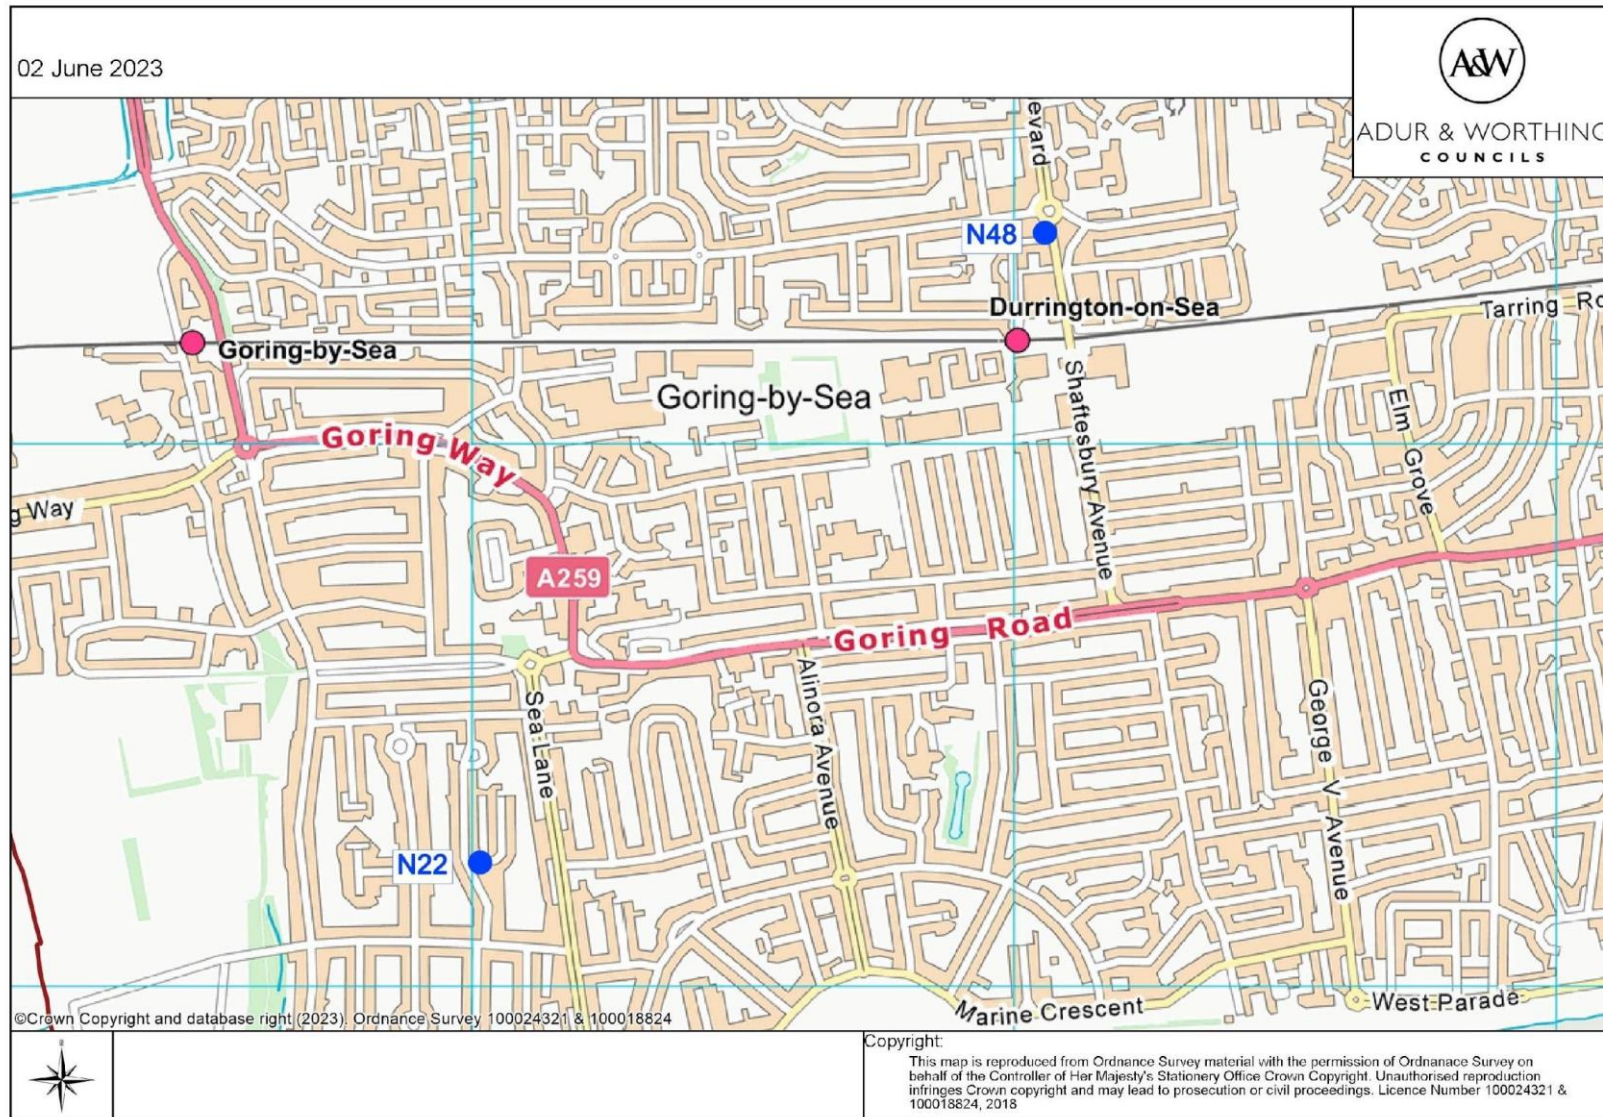 02 June 2023
A&W
ADUR & WORTHING
COUNCILS
evard
N48
Durrington-on-Sea
Tarring Ro
Goring-by-Sea
Goring-by-Sea
Shaftesbury Avenue
Elm Grove
Goring Way
g Way
A259
Goring Road
Alinora Avenue
Sea Lane
George V Avenue
N22
Marine Crescent
West Parade
©Crown Copyright and database right (2023). Ordnance Survey 100024321 & 100018824
Copyright:
This map is reproduced from Ordnance Survey material with the permission of Ordnanace Survey on
behalf of the Controller of Her Majesty's Stationery Office Crown Copyright. Unauthorised reproduction
infringes Crown copyright and may lead to prosecution or civil proceedings. Licence Number 100024321 &
100018824, 2018